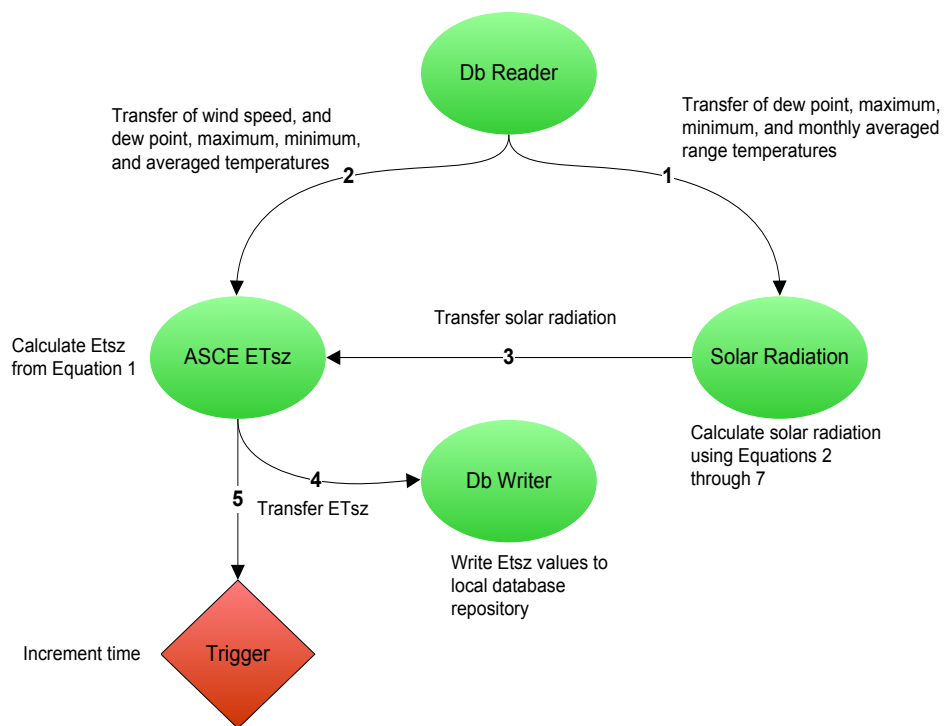 Db Reader
Transfer of wind speed, and
dew point, maximum, minimum,
and averaged temperatures
Transfer of dew point, maximum,
minimum, and monthly averaged
range temperatures
2
1
Calculate Etsz
from Equation 1
ASCE ETsz
Transfer solar radiation
3
Solar Radiation
Calculate solar radiation
using Equations 2
through 7
4
Transfer ETsz
Db Writer
Write Etsz values to
local database
repository
5
Increment time
Trigger